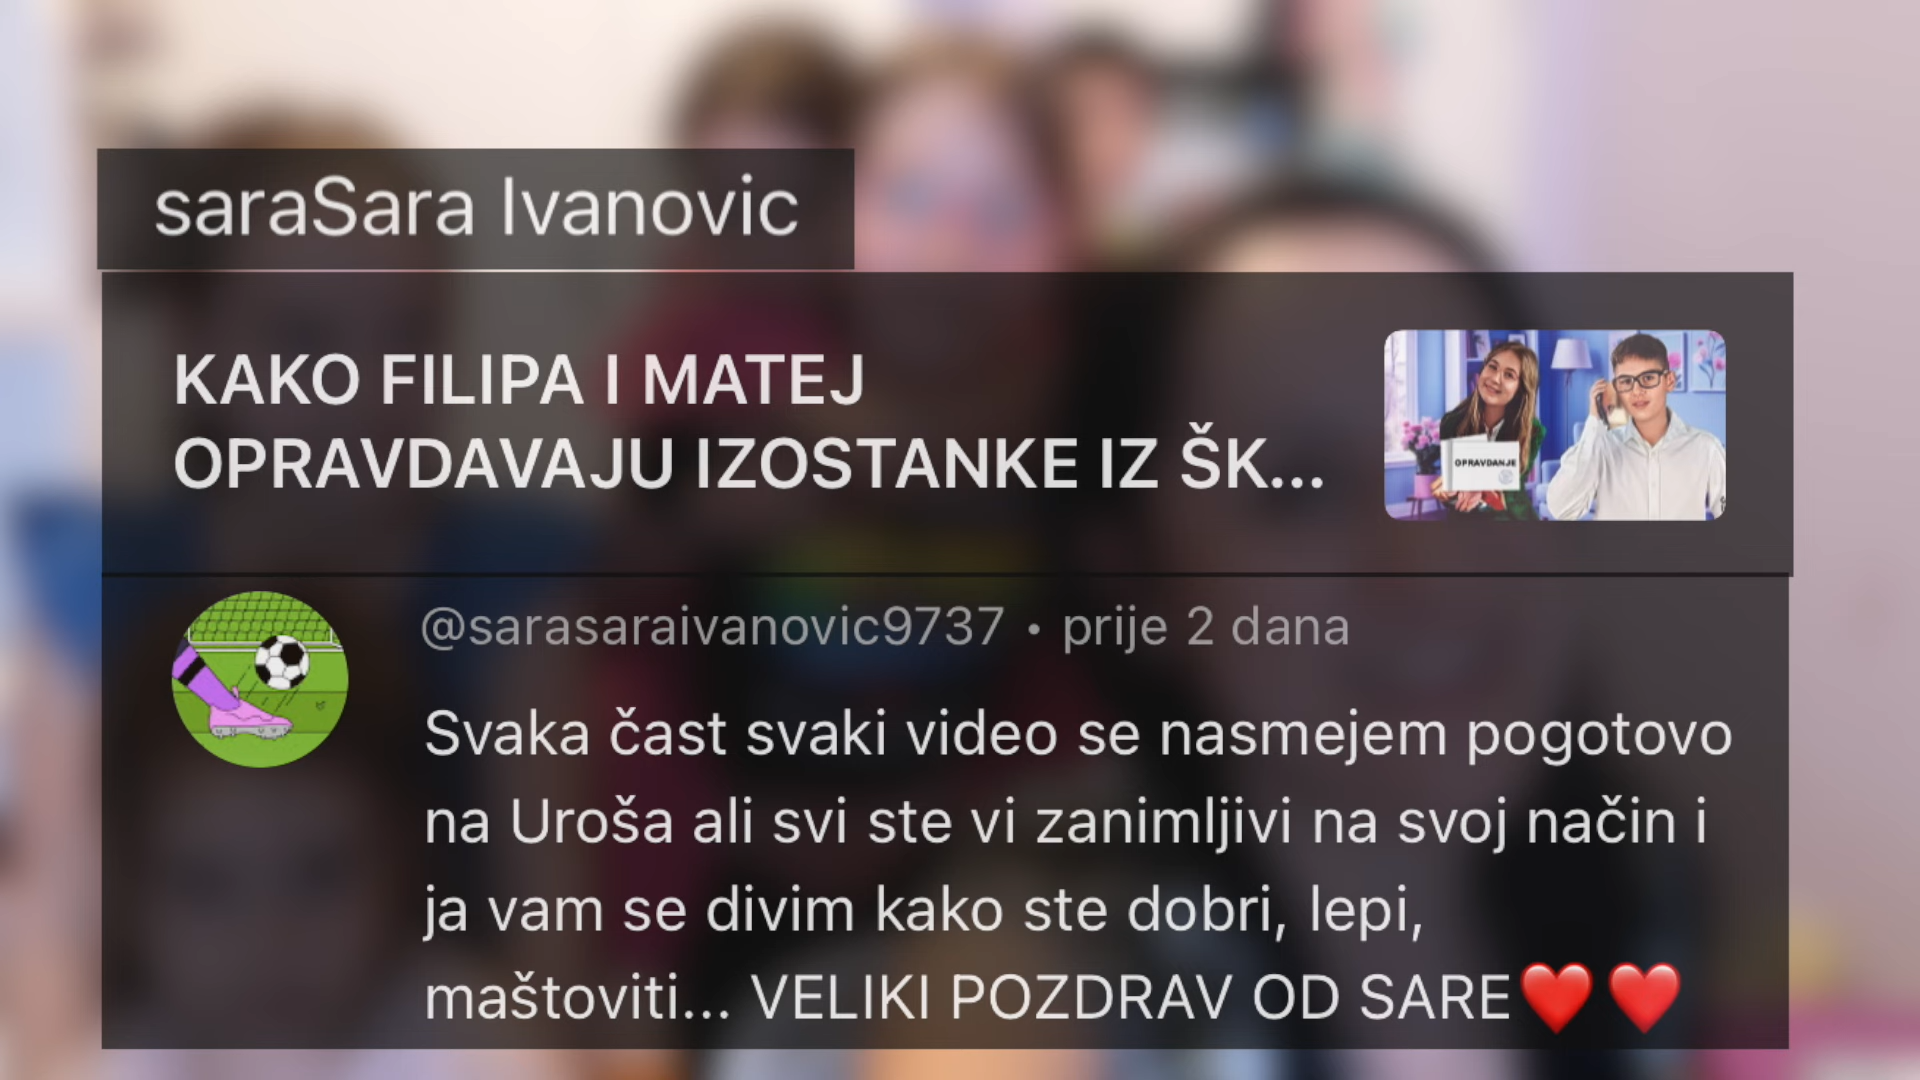 saraSara Ivanovic
KAKO FILIPA I MATEJ
OPRAVDAVAJU IZOSTANKE IZ ŠK...
OPRAVDANJE
@sarasaraivanovic9737 • prije 2 dana
Svaka čast svaki video se nasmejem pogotovo
na Uroša ali svi ste vi zanimljivi na svoj način i
ja vam se divim kako ste dobri, lepi,
maštoviti... VELIKI POZDRAV OD SARE❤️❤️